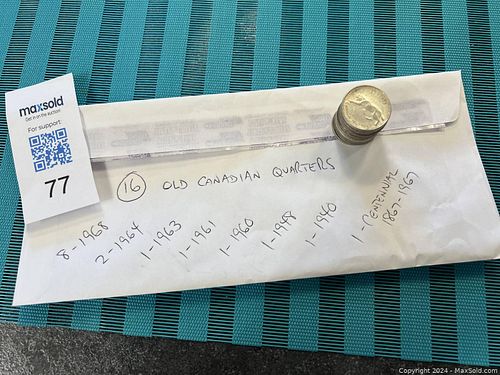 maxsold
Get in on the auction
For support:
77
16 OLD CANADIAN QUARTERS
8-1968
2-1964
1-1963
1-1961
1-1960
1-1948
1-1940
1-CENTENNIAL
1867-1967
Copyright 2024 - MaxSold.com